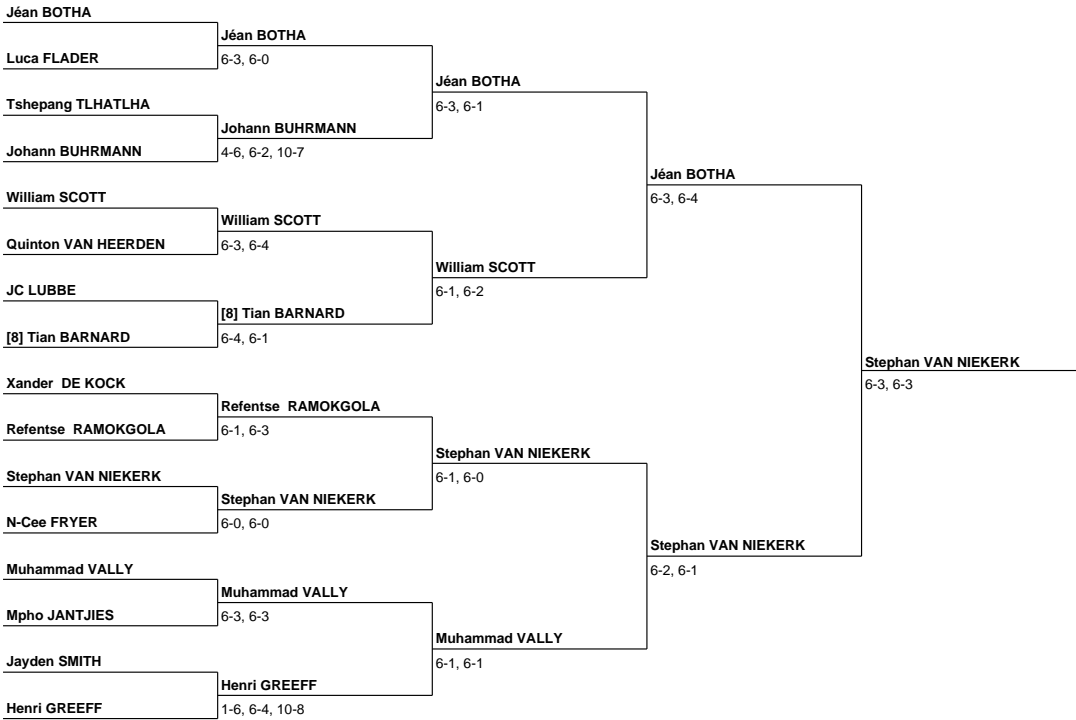 Jéan BOTHA
Jéan BOTHA
Luca FLADER
6-3, 6-0
Jéan BOTHA
Tshepang TLHATLHA
6-3, 6-1
Johann BUHRMANN
Johann BUHRMANN
4-6, 6-2, 10-7
Jéan BOTHA
William SCOTT
6-3, 6-4
William SCOTT
Quinton VAN HEERDEN
6-3, 6-4
William SCOTT
JC LUBBE
6-1, 6-2
[8] Tian BARNARD
[8] Tian BARNARD
6-4, 6-1
Stephan VAN NIEKERK
Xander  DE KOCK
6-3, 6-3
Refentse  RAMOKGOLA
Refentse  RAMOKGOLA
6-1, 6-3
Stephan VAN NIEKERK
Stephan VAN NIEKERK
6-1, 6-0
Stephan VAN NIEKERK
N-Cee FRYER
6-0, 6-0
Stephan VAN NIEKERK
Muhammad VALLY
6-2, 6-1
Muhammad VALLY
Mpho JANTJIES
6-3, 6-3
Muhammad VALLY
Jayden SMITH
6-1, 6-1
Henri GREEFF
Henri GREEFF
1-6, 6-4, 10-8